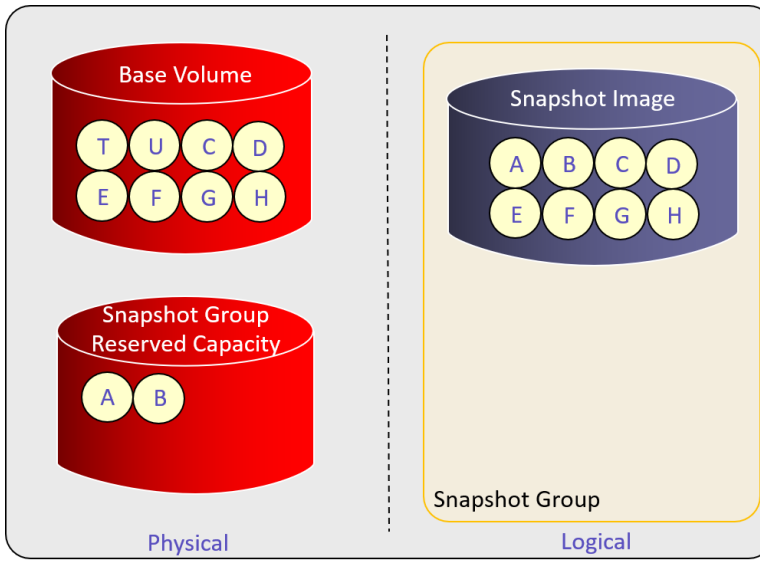 Base Volume
T U C D
E F G H
Snapshot Group
Reserved Capacity
A B
Physical
Snapshot Image
A B C D
E F G H
Snapshot Group
Logical